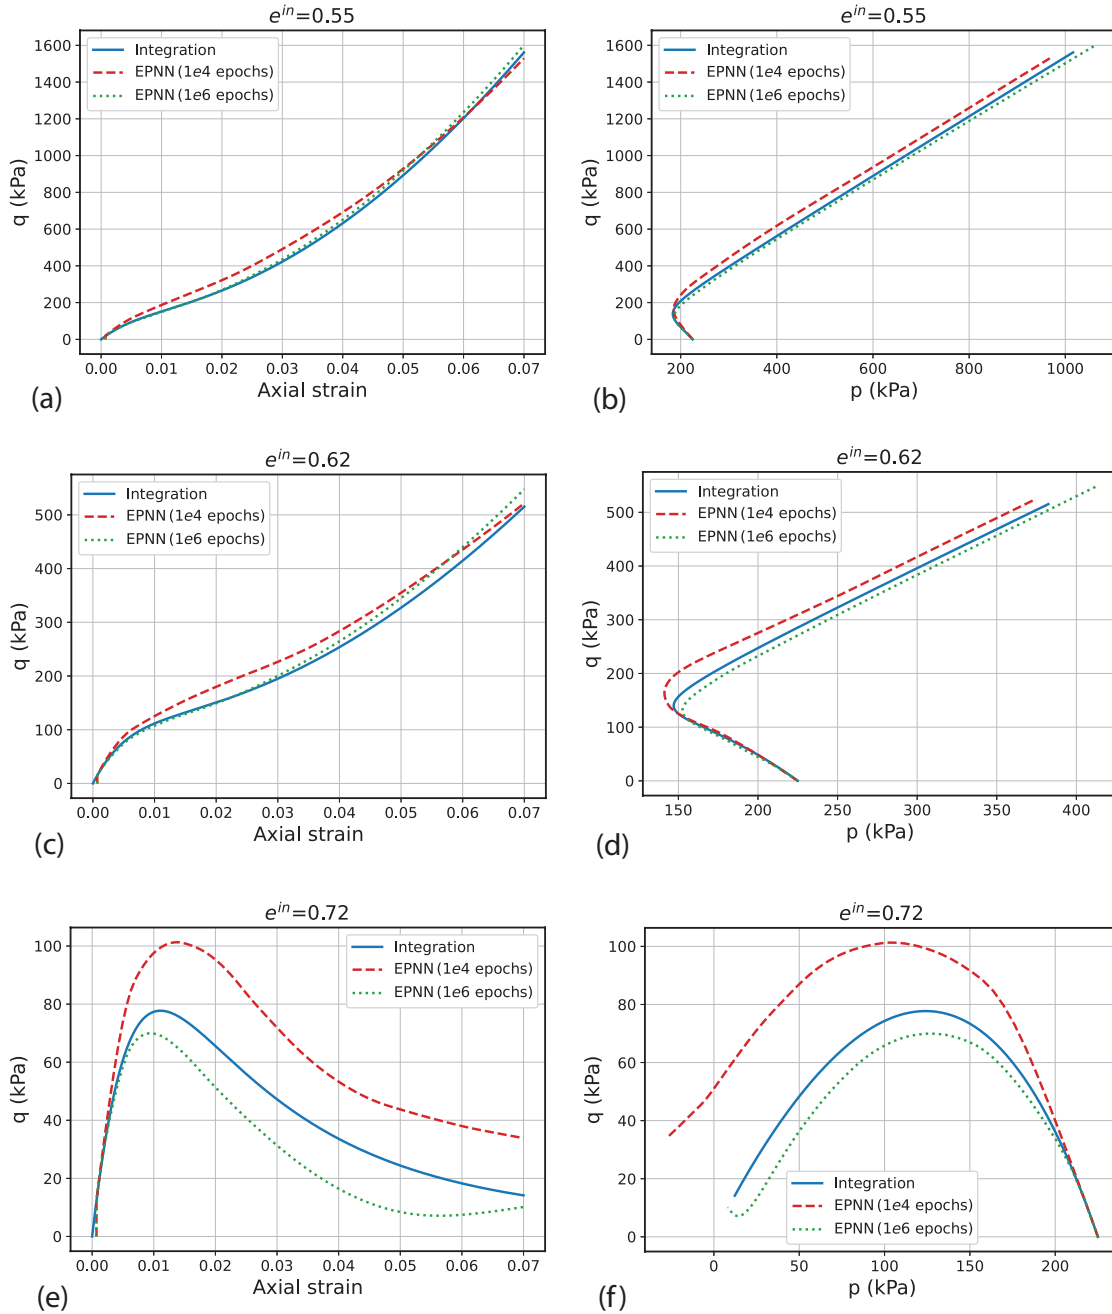 e^in=0.55
1600
1400
1200
1000
800
600
400
200
0
q (kPa)
Integration
EPNN (1e4 epochs)
EPNN (1e6 epochs)
0.00 0.01 0.02 0.03 0.04 0.05 0.06 0.07
Axial strain
(a)
e^in=0.55
1600
1400
1200
1000
800
600
400
200
0
q (kPa)
Integration
EPNN (1e4 epochs)
EPNN (1e6 epochs)
200 400 600 800 1000
p (kPa)
(b)
e^in=0.62
500
400
300
200
100
0
q (kPa)
Integration
EPNN (1e4 epochs)
EPNN (1e6 epochs)
0.00 0.01 0.02 0.03 0.04 0.05 0.06 0.07
Axial strain
(c)
e^in=0.62
500
400
300
200
100
0
q (kPa)
Integration
EPNN (1e4 epochs)
EPNN (1e6 epochs)
150 200 250 300 350 400
p (kPa)
(d)
e^in=0.72
100
80
60
40
20
0
q (kPa)
Integration
EPNN (1e4 epochs)
EPNN (1e6 epochs)
0.00 0.01 0.02 0.03 0.04 0.05 0.06 0.07
Axial strain
(e)
e^in=0.72
100
80
60
40
20
0
q (kPa)
Integration
EPNN (1e4 epochs)
EPNN (1e6 epochs)
0 50 100 150 200
p (kPa)
(f)